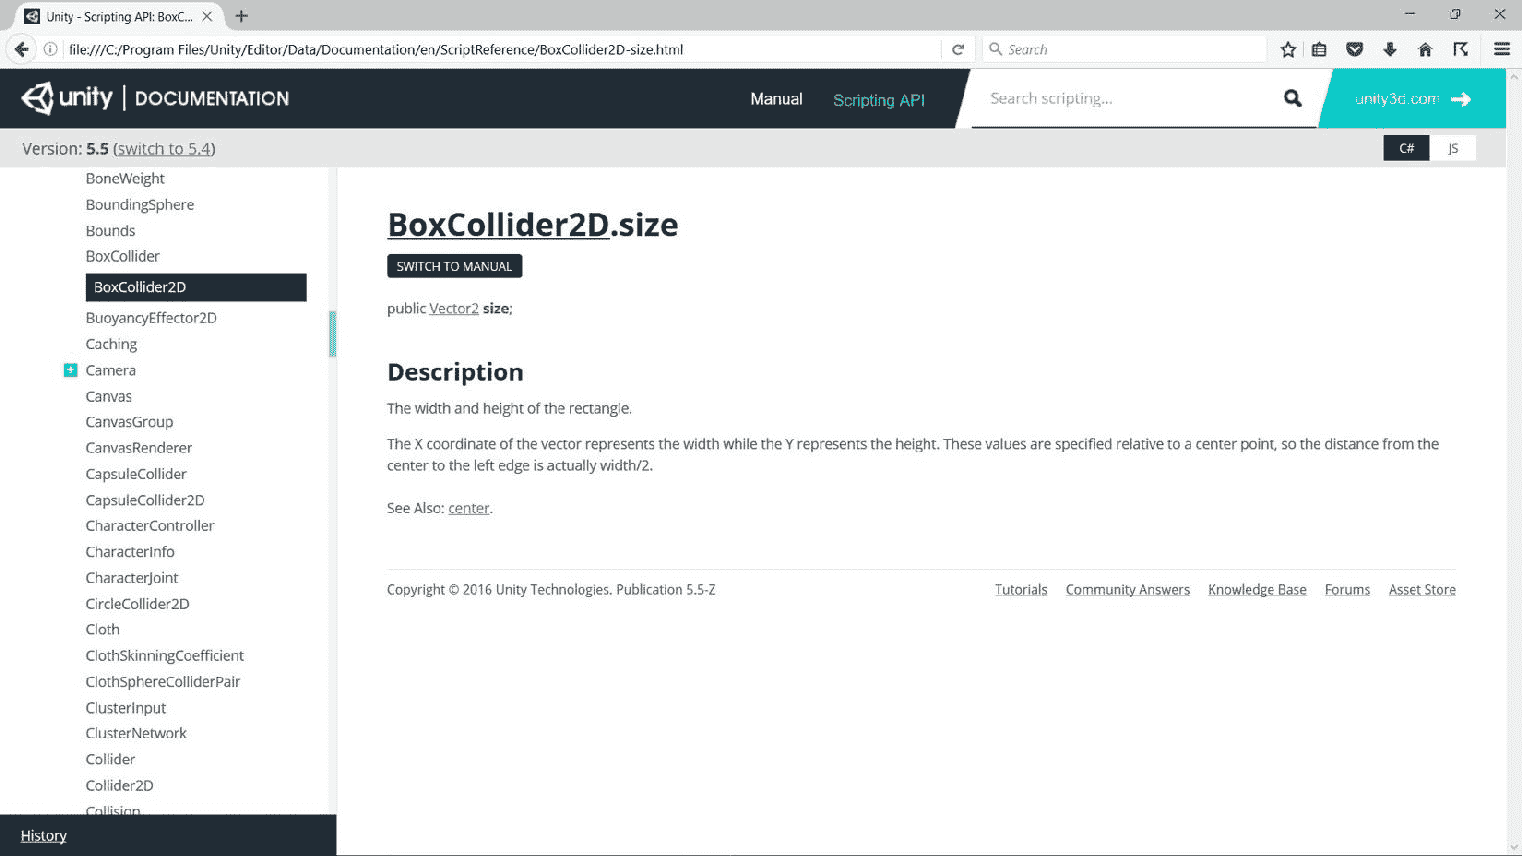 Unity - Scripting API: BoxC...
file:///C:/Program Files/Unity/Editor/Data/Documentation/en/ScriptReference/BoxCollider2D-size.html
Search
unity | DOCUMENTATION
Manual
Scripting API
Search scripting...
unity3d.com
Version: 5.5 (switch to 5.4)
C#
JS
BoneWeight
BoundingSphere
Bounds
BoxCollider
BoxCollider2D
BuoyancyEffector2D
Caching
Camera
Canvas
CanvasGroup
CanvasRenderer
CapsuleCollider
CapsuleCollider2D
CharacterController
CharacterInfo
CharacterJoint
CircleCollider2D
Cloth
ClothSkinningCoefficient
ClothSphereColliderPair
ClusterInput
ClusterNetwork
Collider
Collider2D
Collision
History
BoxCollider2D.size
SWITCH TO MANUAL
public Vector2 size;
Description
The width and height of the rectangle.
The X coordinate of the vector represents the width while the Y represents the height. These values are specified relative to a center point, so the distance from the
center to the left edge is actually width/2.
See Also: center.
Copyright © 2016 Unity Technologies. Publication 5.5-Z
Tutorials
Community Answers
Knowledge Base
Forums
Asset Store